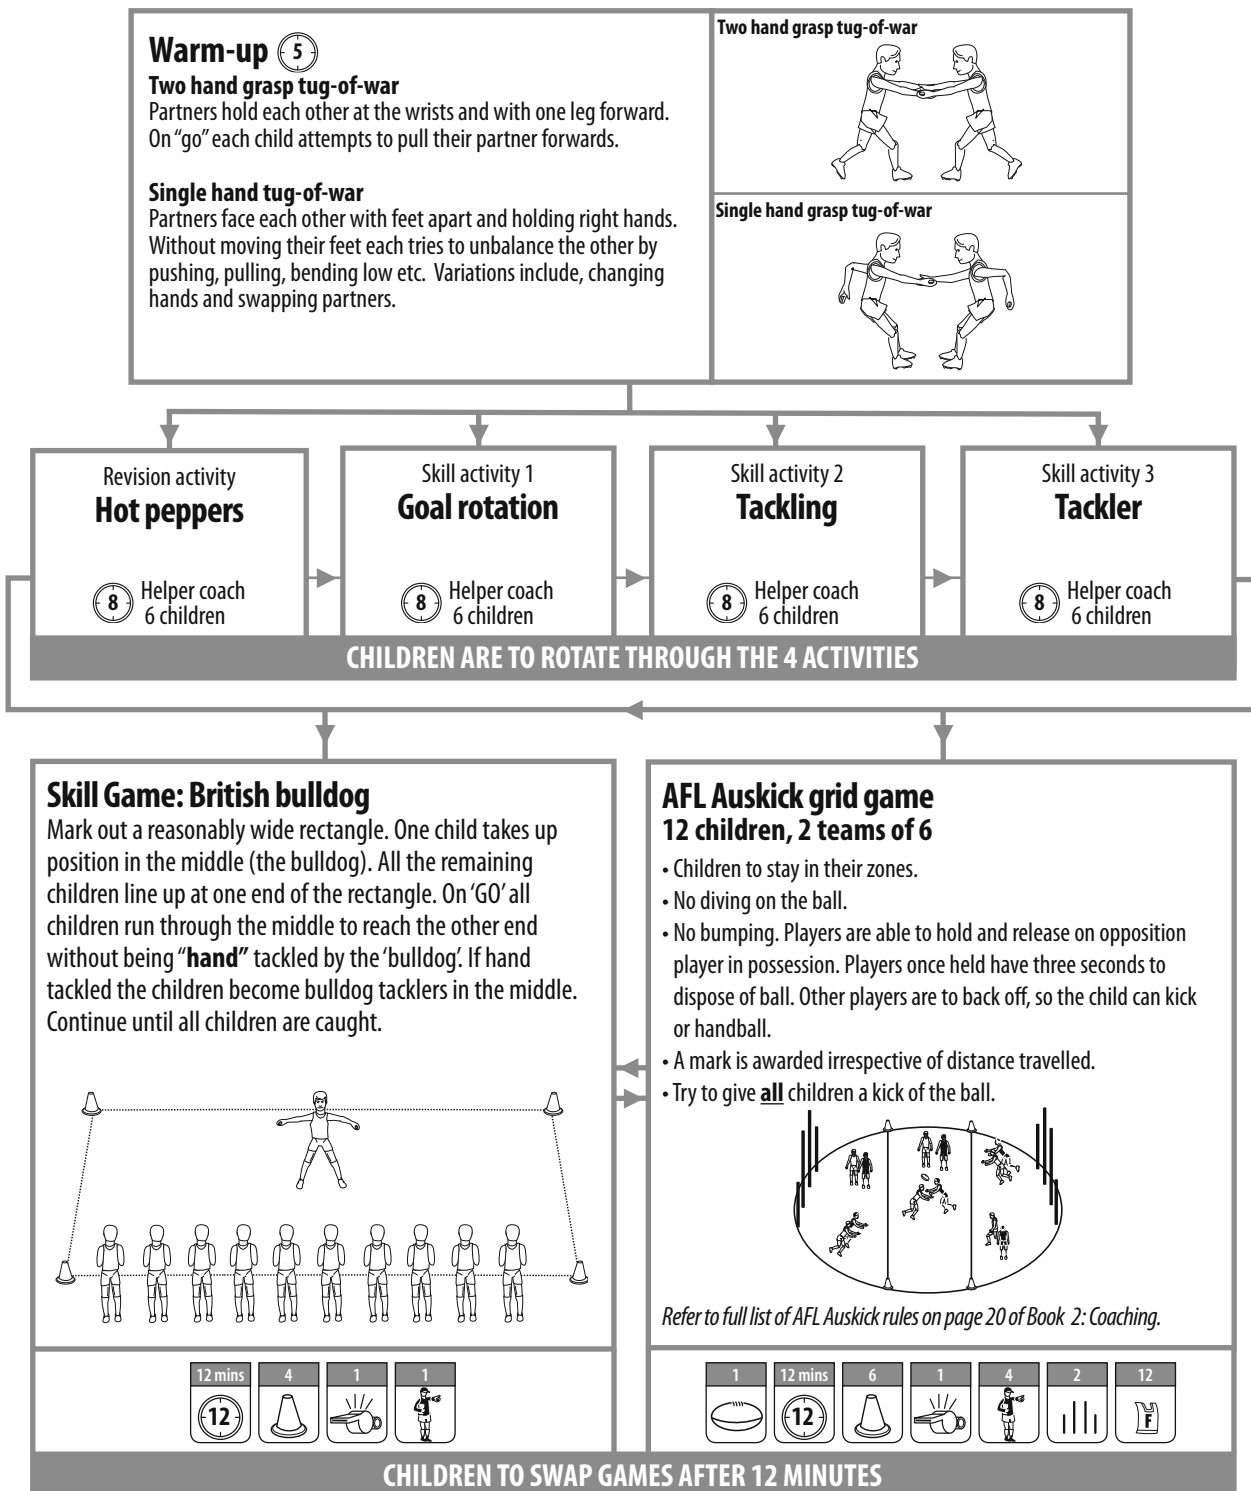 Warm-up 5
Two hand grasp tug-of-war
Partners hold each other at the wrists and with one leg forward.
On “go” each child attempts to pull their partner forwards.
Single hand tug-of-war
Partners face each other with feet apart and holding right hands.
Without moving their feet each tries to unbalance the other by
pushing, pulling, bending low etc. Variations include, changing
hands and swapping partners.
Two hand grasp tug-of-war
Single hand grasp tug-of-war
Revision activity
Hot peppers
8 Helper coach
6 children
Skill activity 1
Goal rotation
8 Helper coach
6 children
Skill activity 2
Tackling
8 Helper coach
6 children
Skill activity 3
Tackler
8 Helper coach
6 children
CHILDREN ARE TO ROTATE THROUGH THE 4 ACTIVITIES
Skill Game: British bulldog
Mark out a reasonably wide rectangle. One child takes up
position in the middle (the bulldog). All the remaining
children line up at one end of the rectangle. On ‘GO’ all
children run through the middle to reach the other end
without being “hand” tackled by the ‘bulldog’. If hand
tackled the children become bulldog tacklers in the middle.
Continue until all children are caught.
12 mins 4 1 1
12
AFL Auskick grid game
12 children, 2 teams of 6
• Children to stay in their zones.
• No diving on the ball.
• No bumping. Players are able to hold and release on opposition
player in possession. Players once held have three seconds to
dispose of ball. Other players are to back off, so the child can kick
or handball.
• A mark is awarded irrespective of distance travelled.
• Try to give all children a kick of the ball.
Refer to full list of AFL Auskick rules on page 20 of Book 2: Coaching.
1 12 mins 6 1 4 2 12
12 F
CHILDREN TO SWAP GAMES AFTER 12 MINUTES